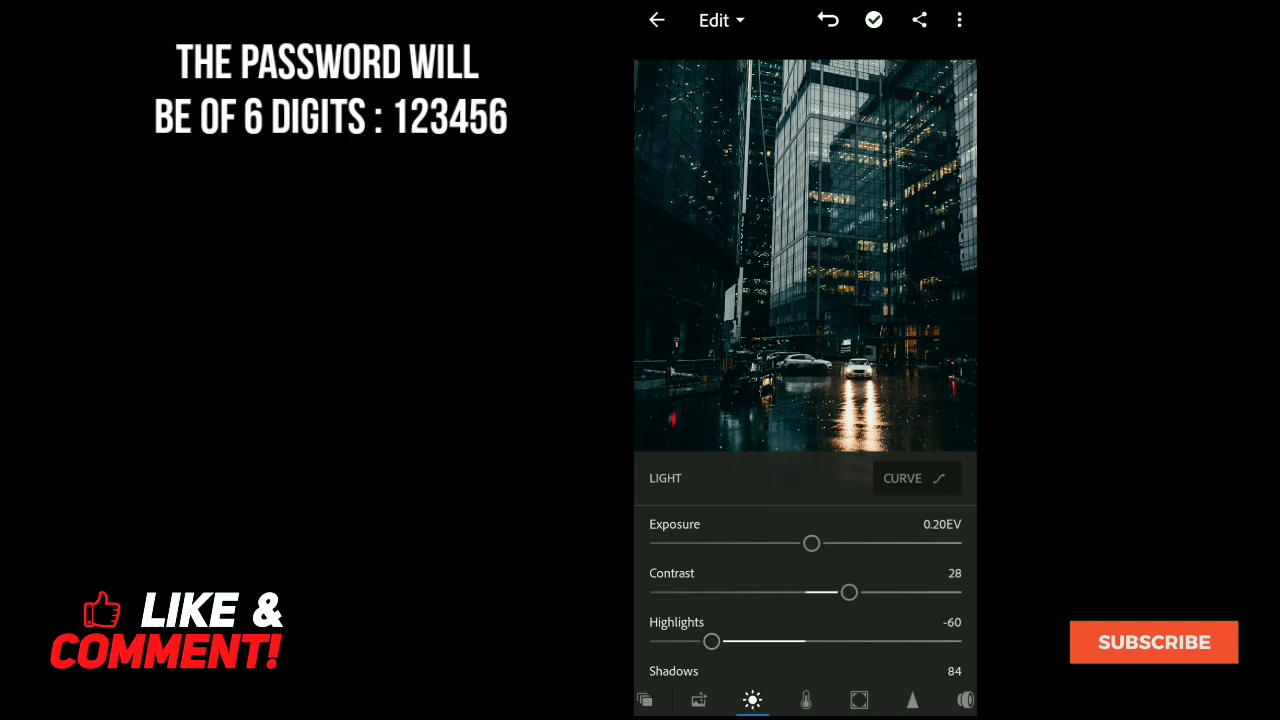 THE PASSWORD WILL
BE OF 6 DIGITS : 123456
Edit
LIGHT
CURVE
Exposure 0.20EV
Contrast 28
Highlights -60
Shadows 84
LIKE &
COMMENT!
SUBSCRIBE